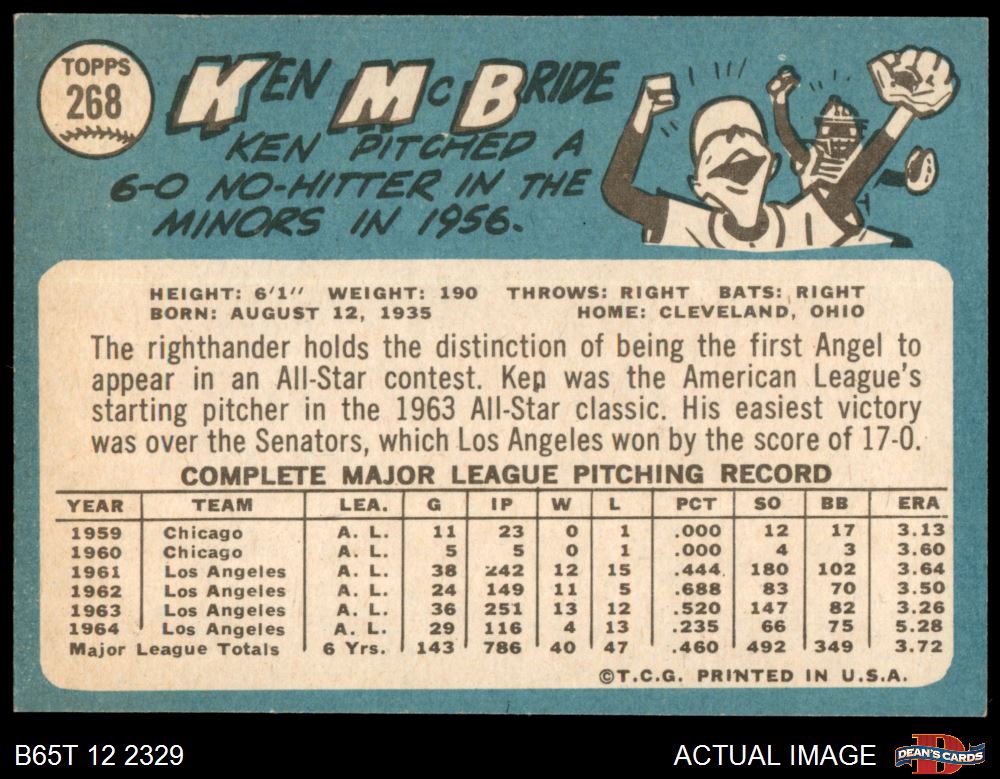 TOPPS
268
KEN McBRIDE
KEN PITCHED A
6-0 NO-HITTER IN THE
MINORS IN 1956.
HEIGHT: 6'1" WEIGHT: 190 THROWS: RIGHT BATS: RIGHT
BORN: AUGUST 12, 1935 HOME: CLEVELAND, OHIO
The righthander holds the distinction of being the first Angel to
appear in an All-Star contest. Ken was the American League's
starting pitcher in the 1963 All-Star classic. His easiest victory
was over the Senators, which Los Angeles won by the score of 17-0.
COMPLETE MAJOR LEAGUE PITCHING RECORD
YEAR TEAM LEA. G IP W L PCT SO BB ERA
1959 Chicago A. L. 11 23 0 1 .000 12 17 3.13
1960 Chicago A. L. 5 5 0 1 .000 4 3 3.60
1961 Los Angeles A. L. 38 242 12 15 .444 180 102 3.64
1962 Los Angeles A. L. 24 149 11 5 .688 83 70 3.50
1963 Los Angeles A. L. 36 251 13 12 .520 147 82 3.26
1964 Los Angeles A. L. 29 116 4 13 .235 66 75 5.28
Major League Totals 6 Yrs. 143 786 40 47 .460 492 349 3.72
©T.C.G. PRINTED IN U.S.A.
B65T 12 2329 ACTUAL IMAGE DEAN'S CARDS